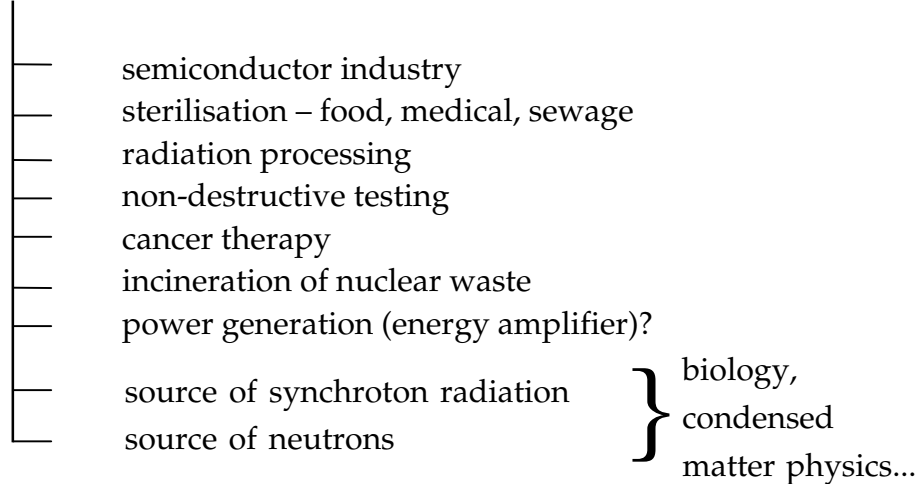 semiconductor industry
sterilisation – food, medical, sewage
radiation processing
non-destructive testing
cancer therapy
incineration of nuclear waste
power generation (energy amplifier)?
source of synchroton radiation
source of neutrons
biology,
condensed
matter physics...